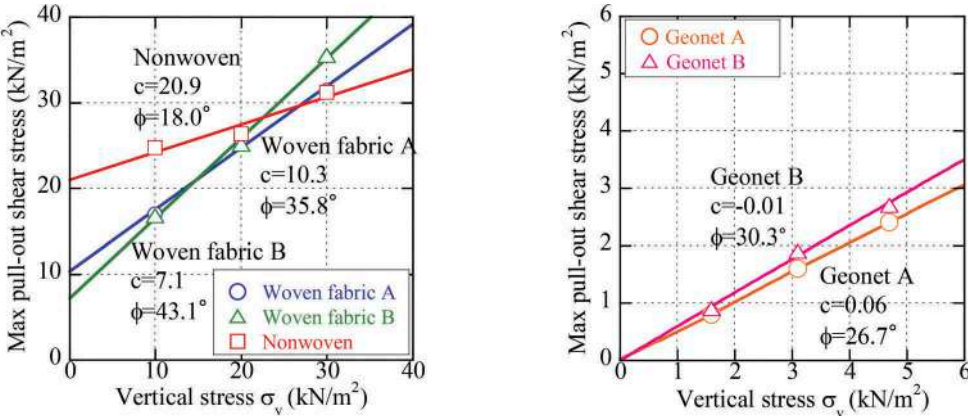 Max pull-out shear stress (kN/m²)
40
30
20
10
0
Nonwoven
c=20.9
ϕ=18.0°
Woven fabric A
c=10.3
ϕ=35.8°
Woven fabric B
c=7.1
ϕ=43.1°
Woven fabric A
Woven fabric B
Nonwoven
0 10 20 30 40
Vertical stress σv (kN/m²)
Max pull-out shear stress (kN/m²)
6
5
4
3
2
1
0
Geonet A
Geonet B
Geonet B
c=-0.01
ϕ=30.3°
Geonet A
c=0.06
ϕ=26.7°
0 1 2 3 4 5 6
Vertical stress σv (kN/m²)